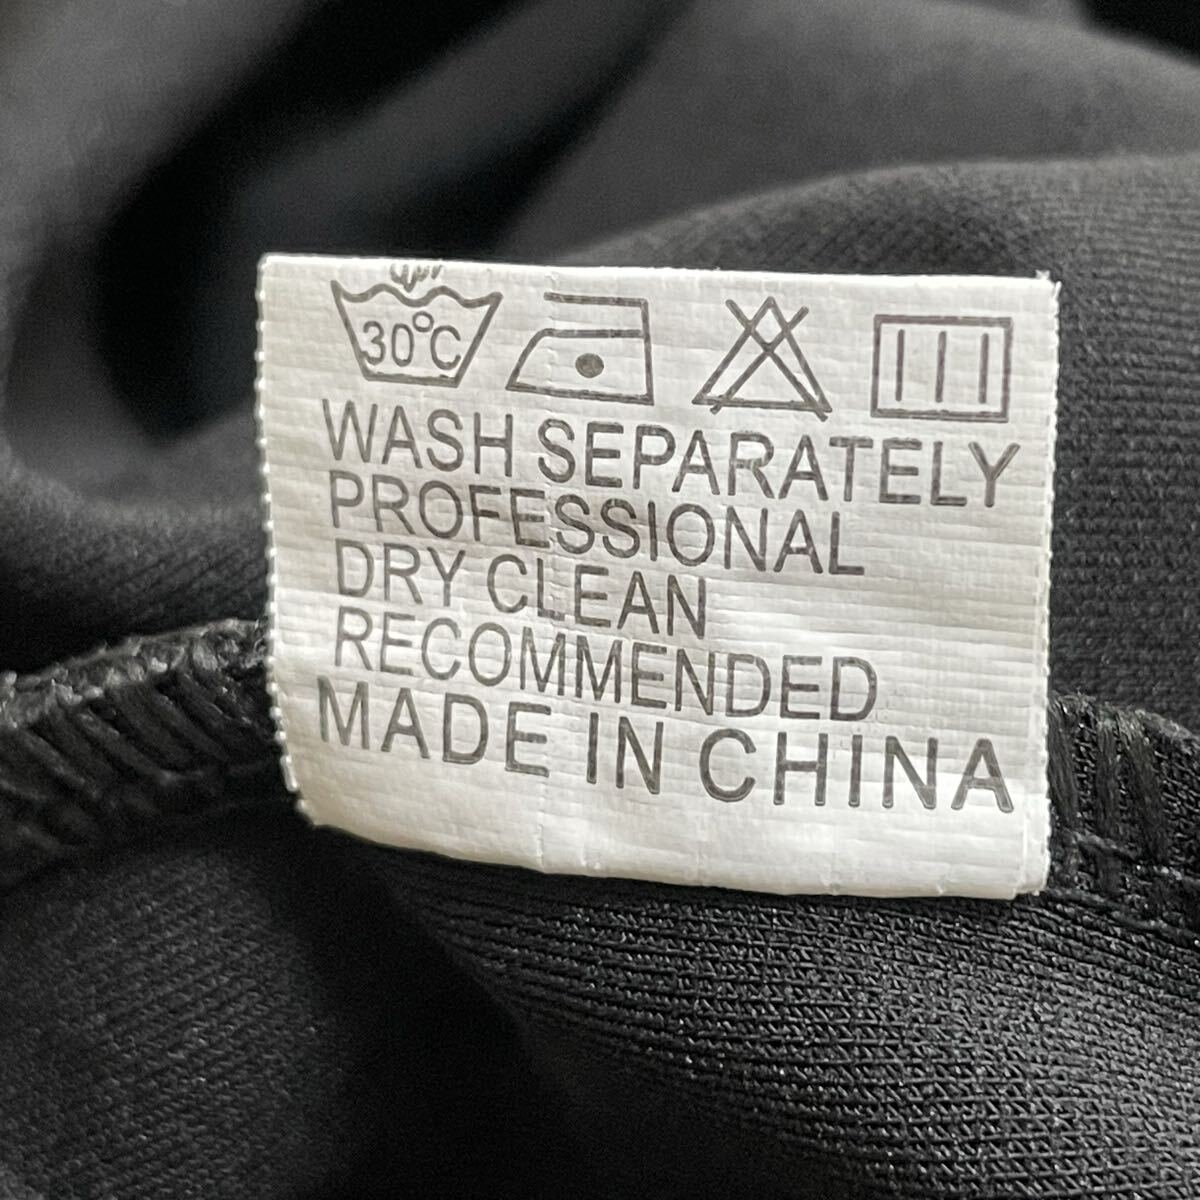 30°C
WASH SEPARATELY
PROFESSIONAL
DRY CLEAN
RECOMMENDED
MADE IN CHINA